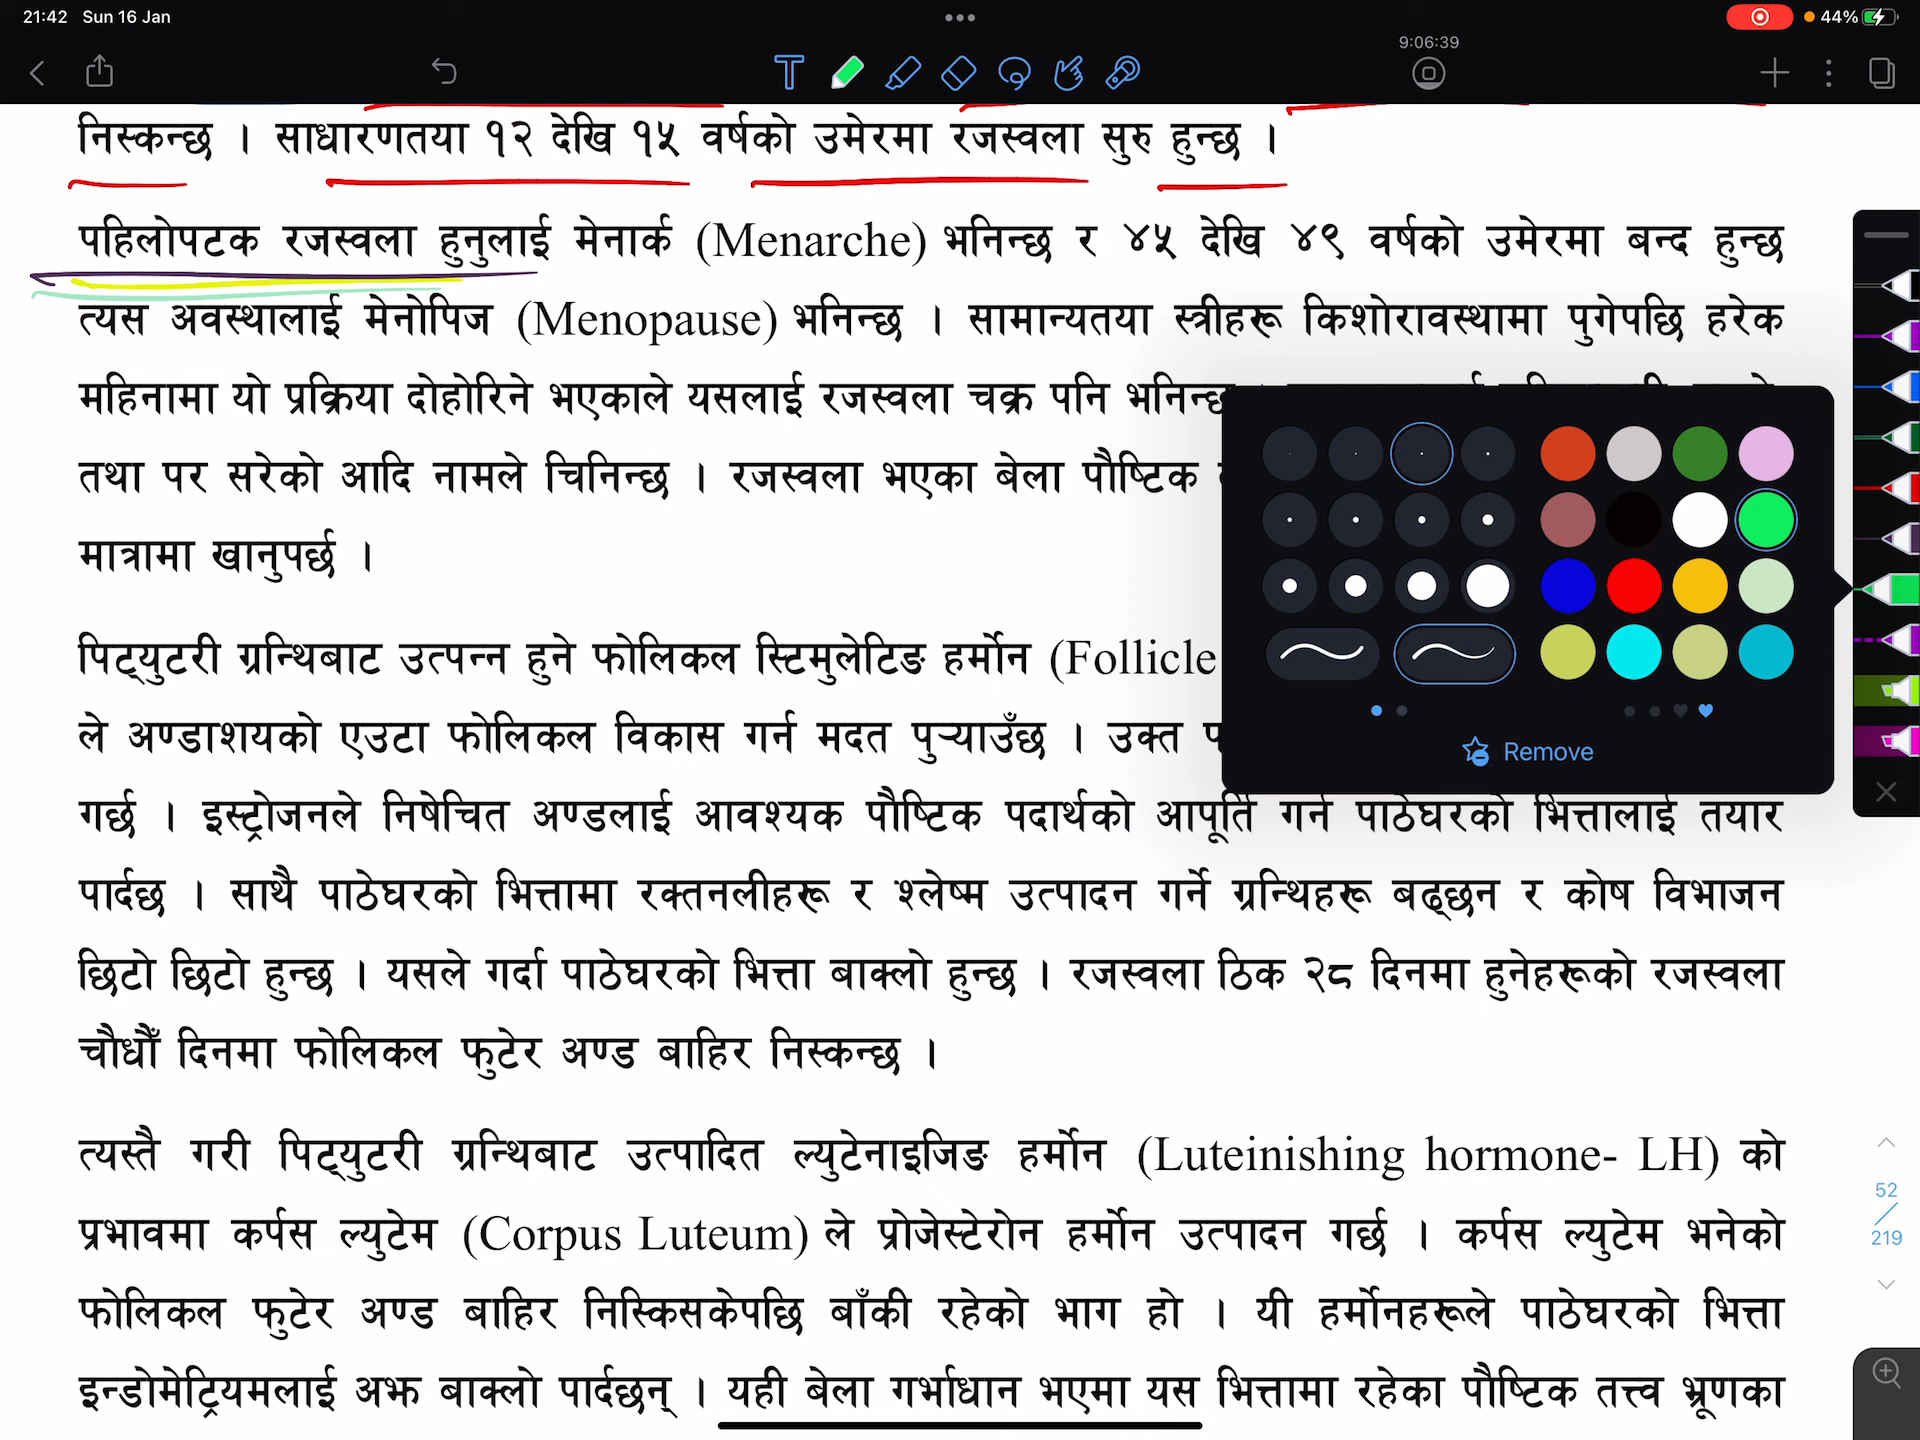 21:42 Sun 16 Jan
44%
9:06:39
निस्कन्छ । साधारणतया १२ देखि १५ वर्षको उमेरमा रजस्वला सुरु हुन्छ ।
पहिलोपटक रजस्वला हुनुलाई मेनार्क (Menarche) भनिन्छ र ४५ देखि ४९ वर्षको उमेरमा बन्द हुन्छ
त्यस अवस्थालाई मेनोपिज (Menopause) भनिन्छ । सामान्यतया स्त्रीहरू किशोरावस्थामा पुगेपछि हरेक
महिनामा यो प्रक्रिया दोहोरिने भएकाले यसलाई रजस्वला चक्र पनि भनिन्छ
तथा पर सरेको आदि नामले चिनिन्छ । रजस्वला भएका बेला पौष्टिक
मात्रामा खानुपर्छ ।
पिट्युटरी ग्रन्थिबाट उत्पन्न हुने फोलिकल स्टिमुलेटिङ हर्मोन (Follicle
ले अण्डाशयको एउटा फोलिकल विकास गर्न मदत पुऱ्याउँछ । उक्त
Remove
गर्छ । इस्ट्रोजनले निषेचित अण्डलाई आवश्यक पौष्टिक पदार्थको आपूर्ति गर्न पाठेघरको भित्तालाई तयार
पार्दछ । साथै पाठेघरको भित्तामा रक्तनलीहरू र श्लेष्म उत्पादन गर्ने ग्रन्थिहरू बढ्छन र कोष विभाजन
छिटो छिटो हुन्छ । यसले गर्दा पाठेघरको भित्ता बाक्लो हुन्छ । रजस्वला ठिक २८ दिनमा हुनेहरूको रजस्वला
चौधौँ दिनमा फोलिकल फुटेर अण्ड बाहिर निस्कन्छ ।
त्यस्तै गरी पिट्युटरी ग्रन्थिबाट उत्पादित ल्युटेनाइजिङ हर्मोन (Luteinishing hormone- LH) को
52
219
प्रभावमा कर्पस ल्युटेम (Corpus Luteum) ले प्रोजेस्टेरोन हर्मोन उत्पादन गर्छ । कर्पस ल्युटेम भनेको
फोलिकल फुटेर अण्ड बाहिर निस्किसकेपछि बाँकी रहेको भाग हो । यी हर्मोनहरूले पाठेघरको भित्ता
इन्डोमेट्रियमलाई अझ बाक्लो पार्दछन् । यही बेला गर्भाधान भएमा यस भित्तामा रहेका पौष्टिक तत्त्व भ्रूणका